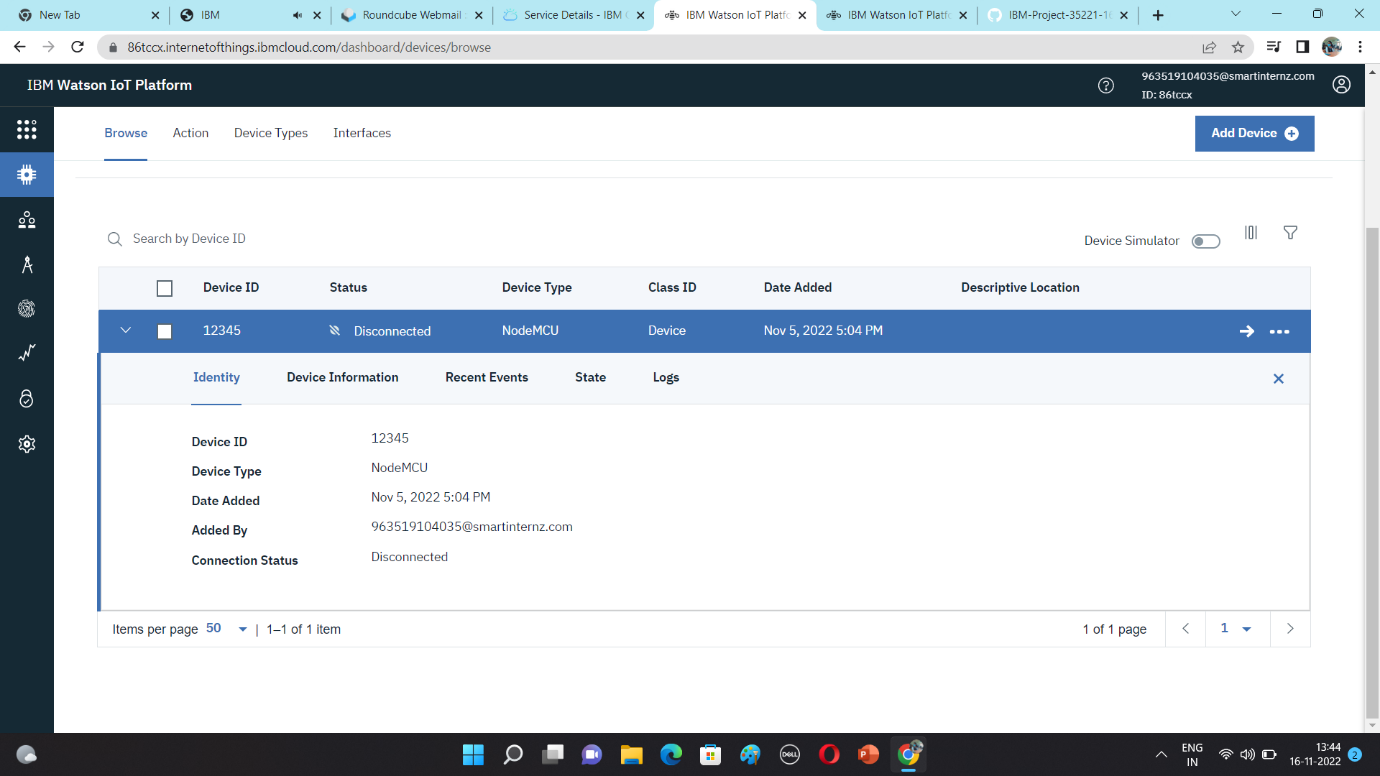 New Tab
IBM
Roundcube Webmail
Service Details - IBM
IBM Watson IoT Platfo
IBM Watson IoT Platfo
IBM-Project-35221-16
86tccx.internetofthings.ibmcloud.com/dashboard/devices/browse
IBM Watson IoT Platform
963519104035@smartinternz.com
ID: 86tccx
Browse Action Device Types Interfaces
Add Device
Search by Device ID
Device Simulator
Device ID Status Device Type Class ID Date Added Descriptive Location
12345 Disconnected NodeMCU Device Nov 5, 2022 5:04 PM
Identity Device Information Recent Events State Logs
Device ID 12345
Device Type NodeMCU
Date Added Nov 5, 2022 5:04 PM
Added By 963519104035@smartinternz.com
Connection Status Disconnected
Items per page 50 | 1–1 of 1 item
1 of 1 page
1
DELL
ENG
IN
13:44
16-11-2022
2